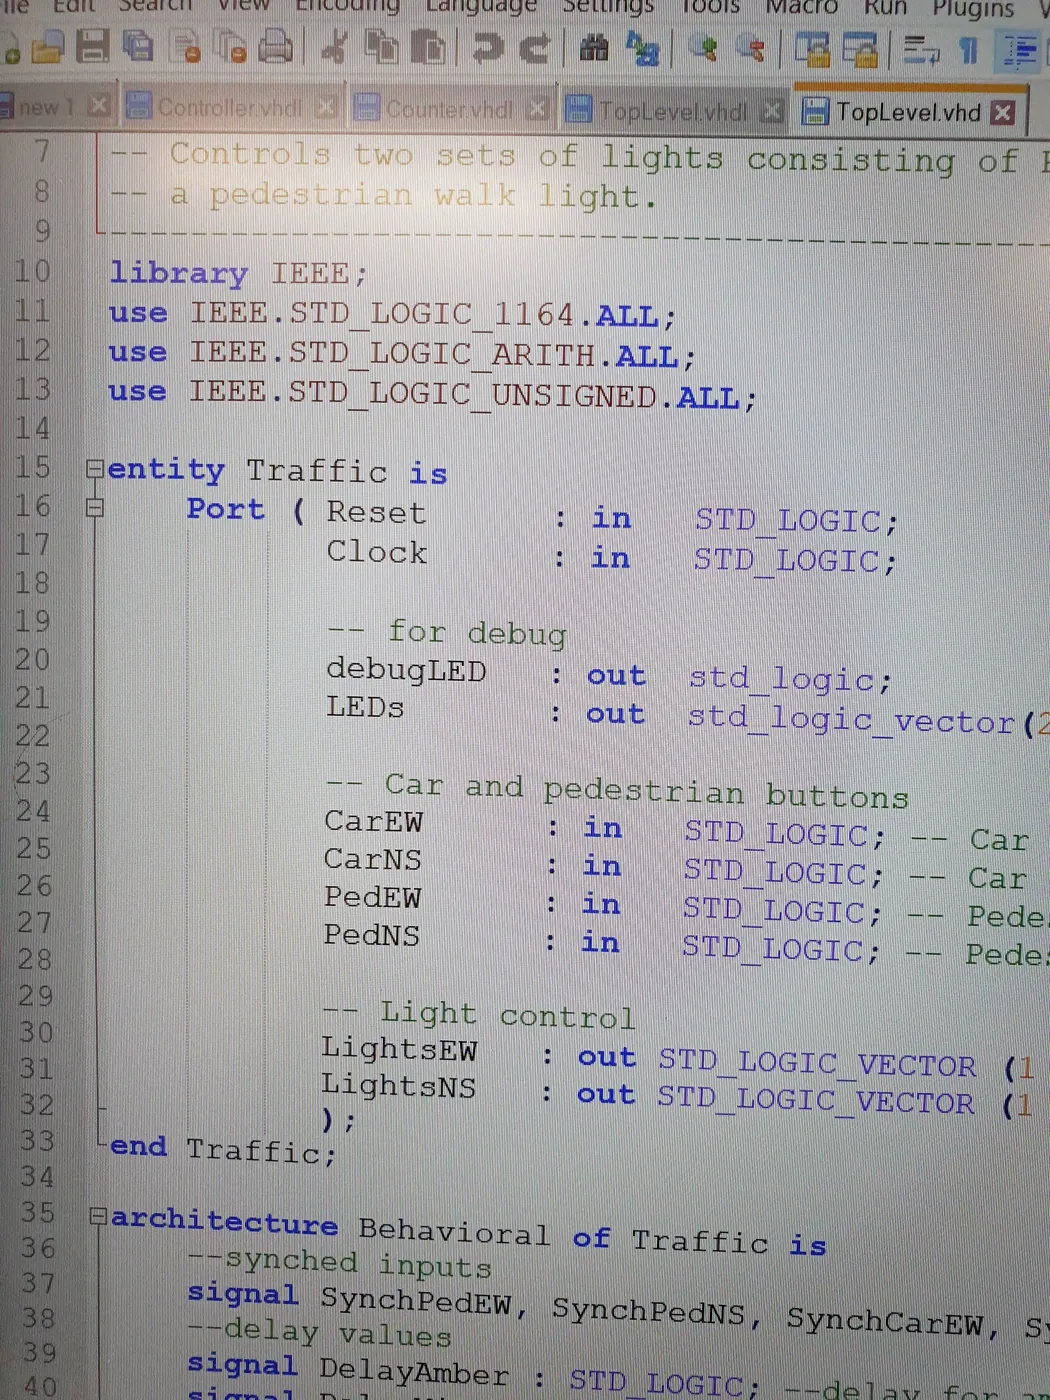 File Edit Search View Encoding Language Settings Tools Macro Run Plugins
new 1 Controller.vhdl Counter.vhdl TopLevel.vhdl TopLevel.vhd
7 -- Controls two sets of lights consisting of
8 -- a pedestrian walk light.
9 --------------------------------------------------
10 library IEEE;
11 use IEEE.STD_LOGIC_1164.ALL;
12 use IEEE.STD_LOGIC_ARITH.ALL;
13 use IEEE.STD_LOGIC_UNSIGNED.ALL;
14
15 entity Traffic is
16 Port ( Reset : in STD_LOGIC;
17 Clock : in STD_LOGIC;
18
19 -- for debug
20 debugLED : out std_logic;
21 LEDs : out std_logic_vector(2
22
23 -- Car and pedestrian buttons
24 CarEW : in STD_LOGIC; -- Car
25 CarNS : in STD_LOGIC; -- Car
26 PedEW : in STD_LOGIC; -- Pede
27 PedNS : in STD_LOGIC; -- Pede
28
29 -- Light control
30 LightsEW : out STD_LOGIC_VECTOR (1
31 LightsNS : out STD_LOGIC_VECTOR (1
32 );
33 end Traffic;
34
35 architecture Behavioral of Traffic is
36 --synched inputs
37 signal SynchPedEW, SynchPedNS, SynchCarEW, Sy
38 --delay values
39 signal DelayAmber : STD_LOGIC; --delay for
40 signal